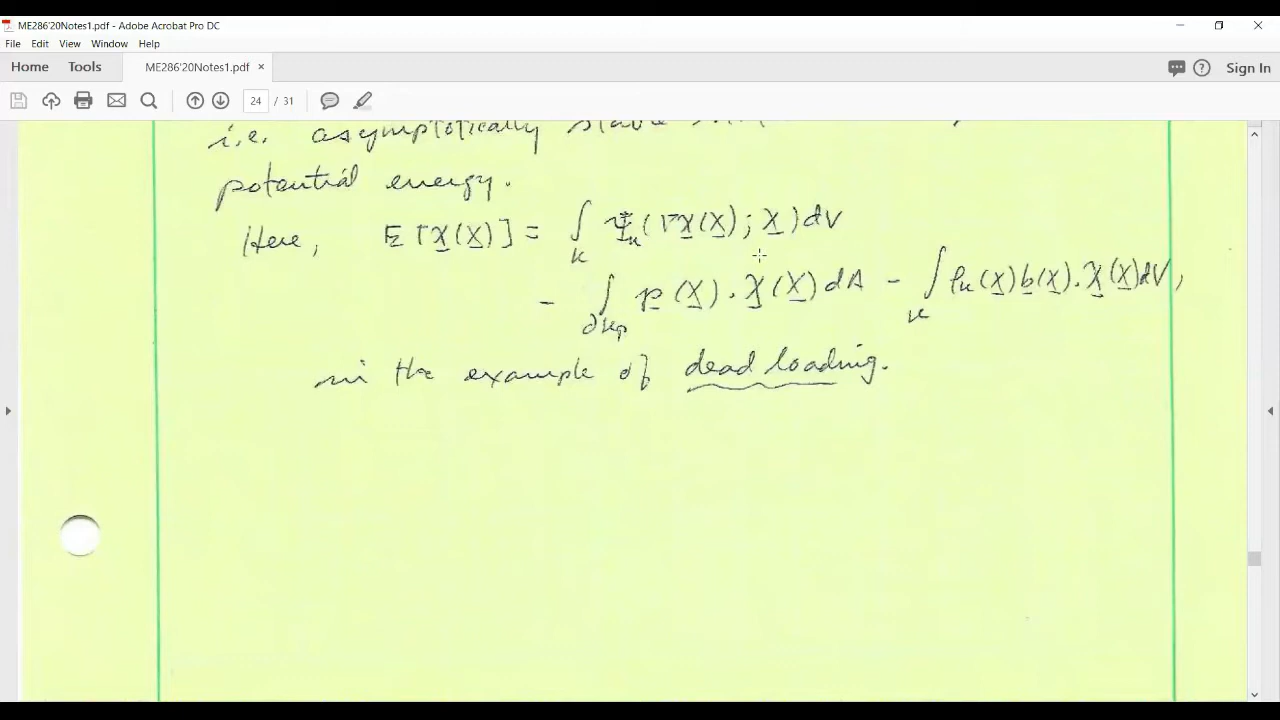 ME286'20Notes1.pdf - Adobe Acrobat Pro DC
File Edit View Window Help
Home Tools ME286'20Notes1.pdf × Sign In
24 / 31
i.e. asymptotically stable
potential energy.
Here, E[χ(X)] = ∫_κ Ψ_κ(∇χ(X); X) dV
- ∫_∂κ_p p(X) · χ(X) dA - ∫_κ ρ_κ(X) b(X) · χ(X) dV,
in the example of dead loading.